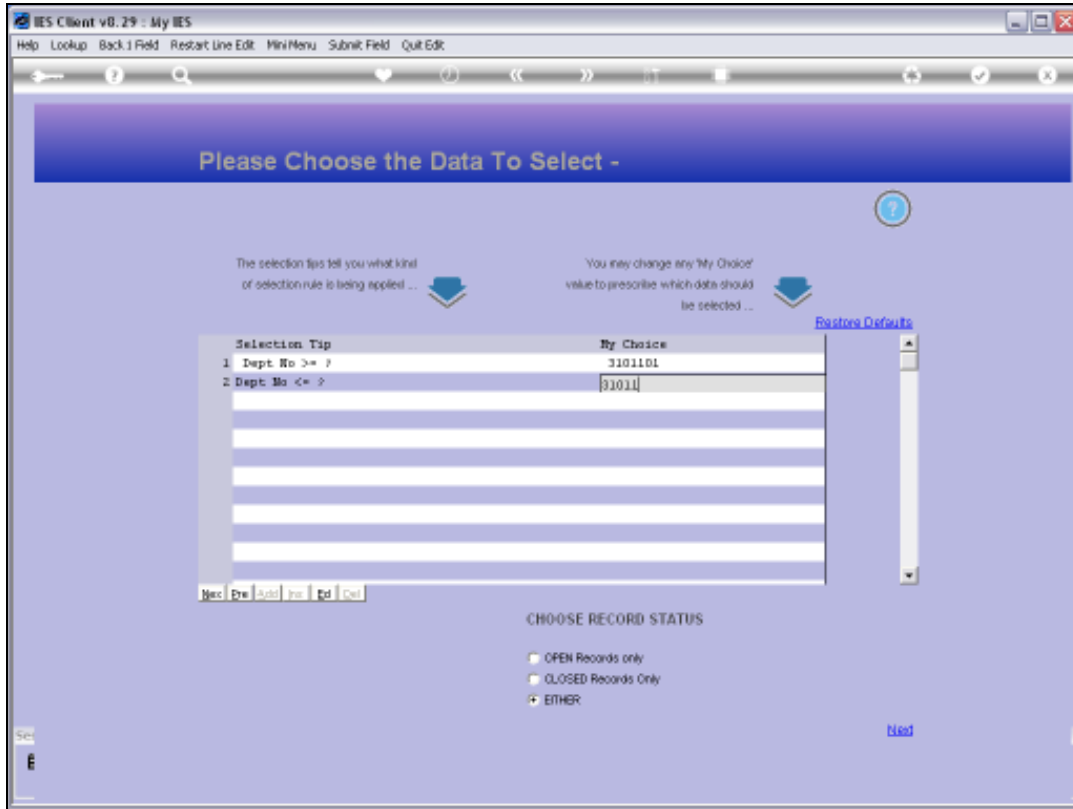 IES Client v8.29 : My IES
Help Lookup Back 1 Field Restart Line Edit MiniMenu Submit Field Quit Edit
Please Choose the Data To Select -
The selection tips tell you what kind
of selection rule is being applied ...
You may change any 'My Choice'
value to prescribe which data should
be selected ...
Restore Defaults
Selection Tip My Choice
1 Dept No >= ? 3101101
2 Dept No <= ? 31011
Nex Pre Add Ins Ed Del
CHOOSE RECORD STATUS
OPEN Records only
CLOSED Records Only
EITHER
Next
Se